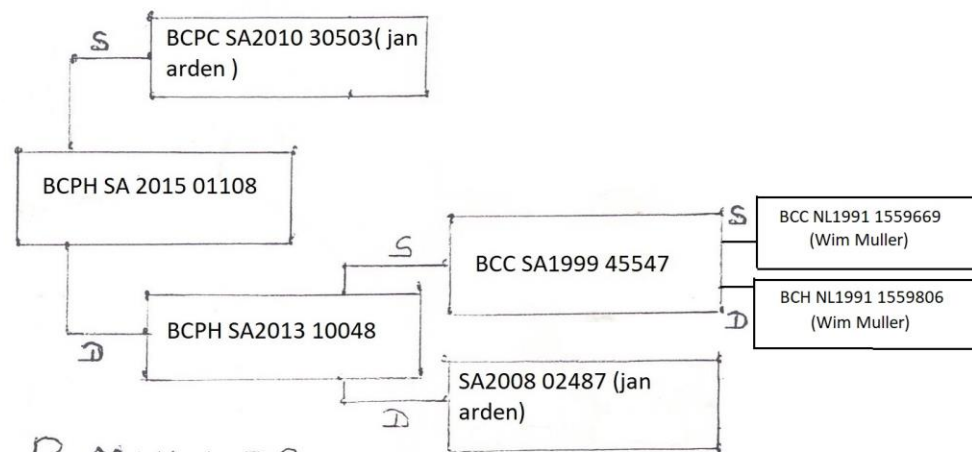 S
BCPC SA2010 30503( jan
arden )
BCPH SA 2015 01108
D
BCPH SA2013 10048
S
BCC SA1999 45547
D
SA2008 02487 (jan
arden)
S
BCC NL1991 1559669
(Wim Muller)
D
BCH NL1991 1559806
(Wim Muller)